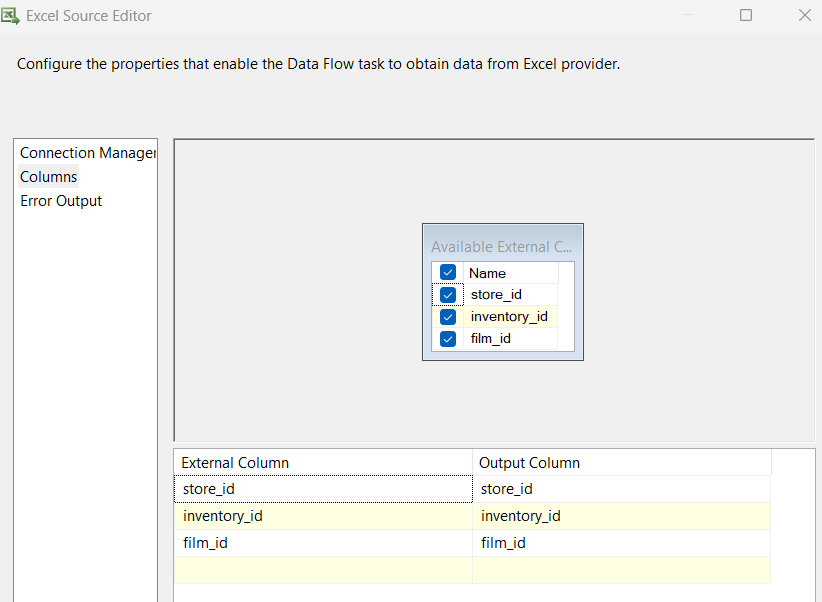 Excel Source Editor
Configure the properties that enable the Data Flow task to obtain data from Excel provider.
Connection Manager
Columns
Error Output
Available External C...
Name
store_id
inventory_id
film_id
External Column Output Column
store_id store_id
inventory_id inventory_id
film_id film_id